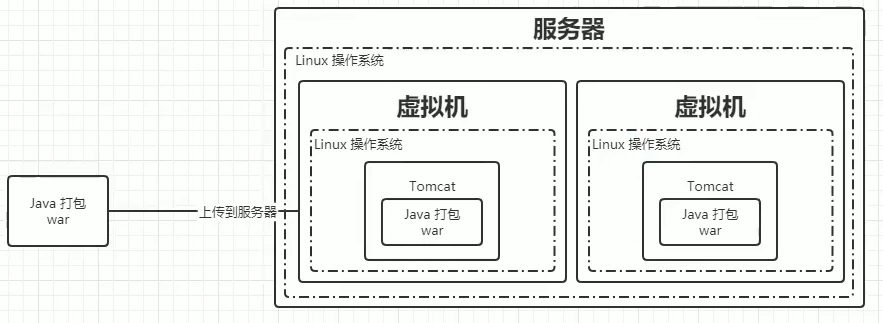 服务器
Linux 操作系统
虚拟机
虚拟机
Linux 操作系统
Linux 操作系统
Tomcat
Tomcat
Java 打包
war
上传到服务器
Java 打包
war
Java 打包
war